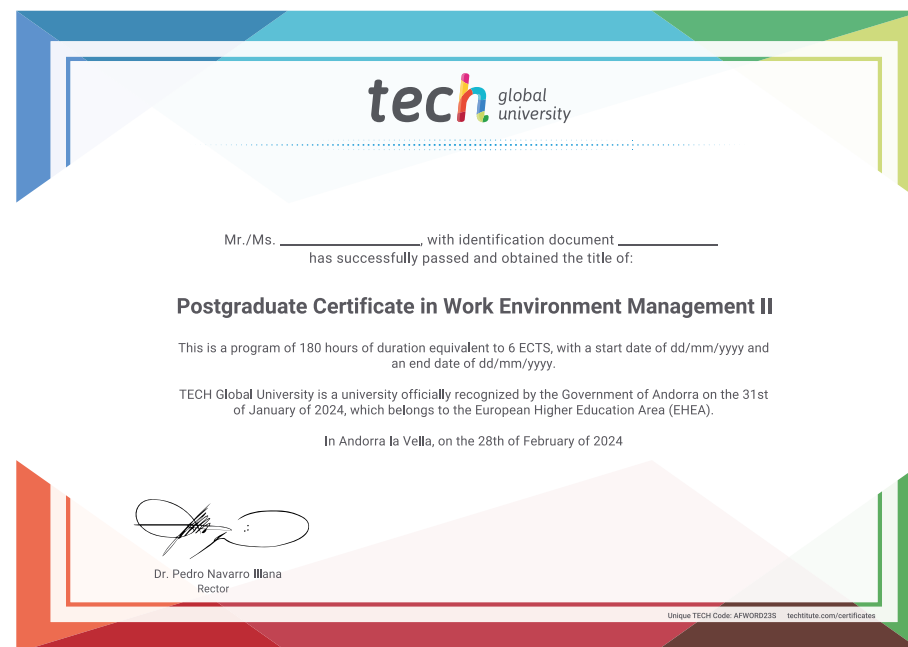 tech global
university
Mr./Ms. ____________________, with identification document ______________
has successfully passed and obtained the title of:
Postgraduate Certificate in Work Environment Management II
This is a program of 180 hours of duration equivalent to 6 ECTS, with a start date of dd/mm/yyyy and
an end date of dd/mm/yyyy.
TECH Global University is a university officially recognized by the Government of Andorra on the 31st
of January of 2024, which belongs to the European Higher Education Area (EHEA).
In Andorra la Vella, on the 28th of February of 2024
Dr. Pedro Navarro Illana
Rector
Unique TECH Code: AFWORD23S techtitute.com/certificates